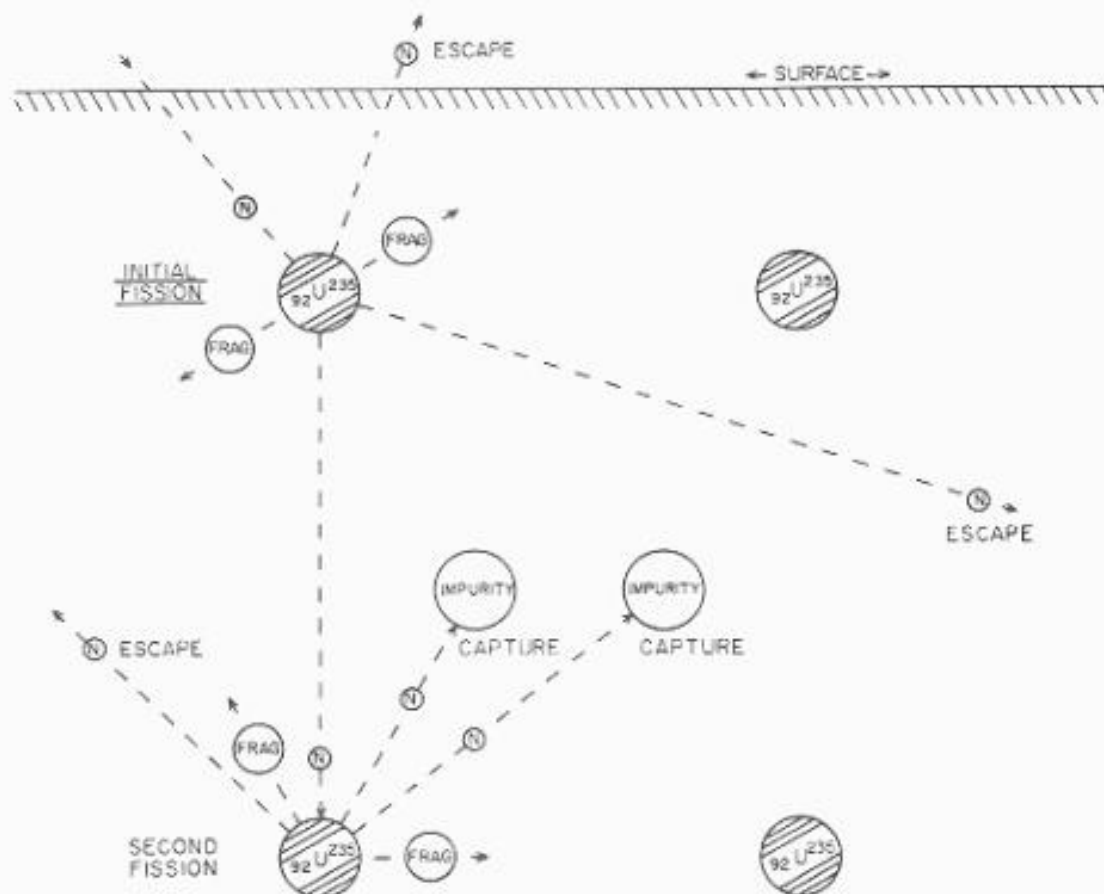 N ESCAPE
← SURFACE →
N
FRAG
INITIAL
FISSION
92U235
92U235
FRAG
N
ESCAPE
IMPURITY
IMPURITY
CAPTURE
CAPTURE
N ESCAPE
N
N
FRAG
N
SECOND
FISSION
92U235
FRAG
92U235